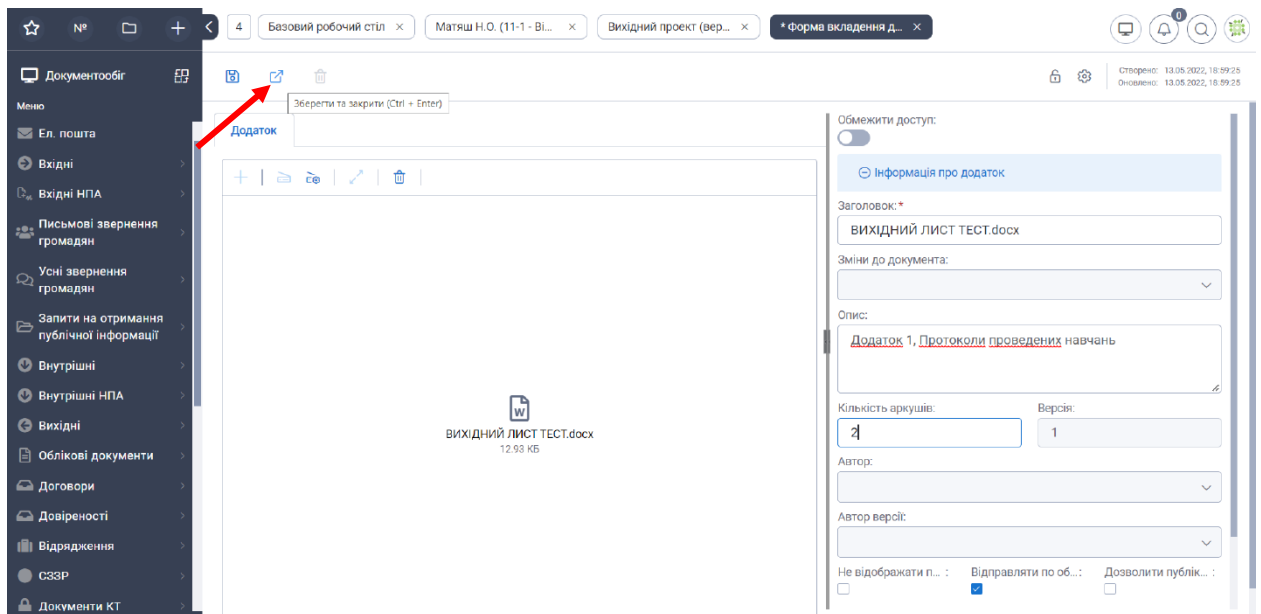 №
4
Базовий робочий стіл ×
Матяш Н.О. (11-1 - Ві... ×
Вихідний проект (вер... ×
* Форма вкладення д... ×
0
Документообіг
Меню
Ел. пошта
Вхідні
Вхідні НПА
Письмові звернення
громадян
Усні звернення
громадян
Запити на отримання
публічної інформації
Внутрішні
Внутрішні НПА
Вихідні
Облікові документи
Договори
Довіреності
Відрядження
СЗЗР
Документи КТ
Створено: 13.05.2022, 18:59:25
Оновлено: 13.05.2022, 18:59:25
Зберегти та закрити (Ctrl + Enter)
Додаток
W
ВИХІДНИЙ ЛИСТ ТЕСТ.docx
12.93 КБ
Обмежити доступ:
Інформація про додаток
Заголовок:*
ВИХІДНИЙ ЛИСТ ТЕСТ.docx
Зміни до документа:
Опис:
Додаток 1, Протоколи проведених навчань
Кількість аркушів: Версія:
2 1
Автор:
Автор версії:
Не відображати п... : Відправляти по об...: Дозволити публік... :